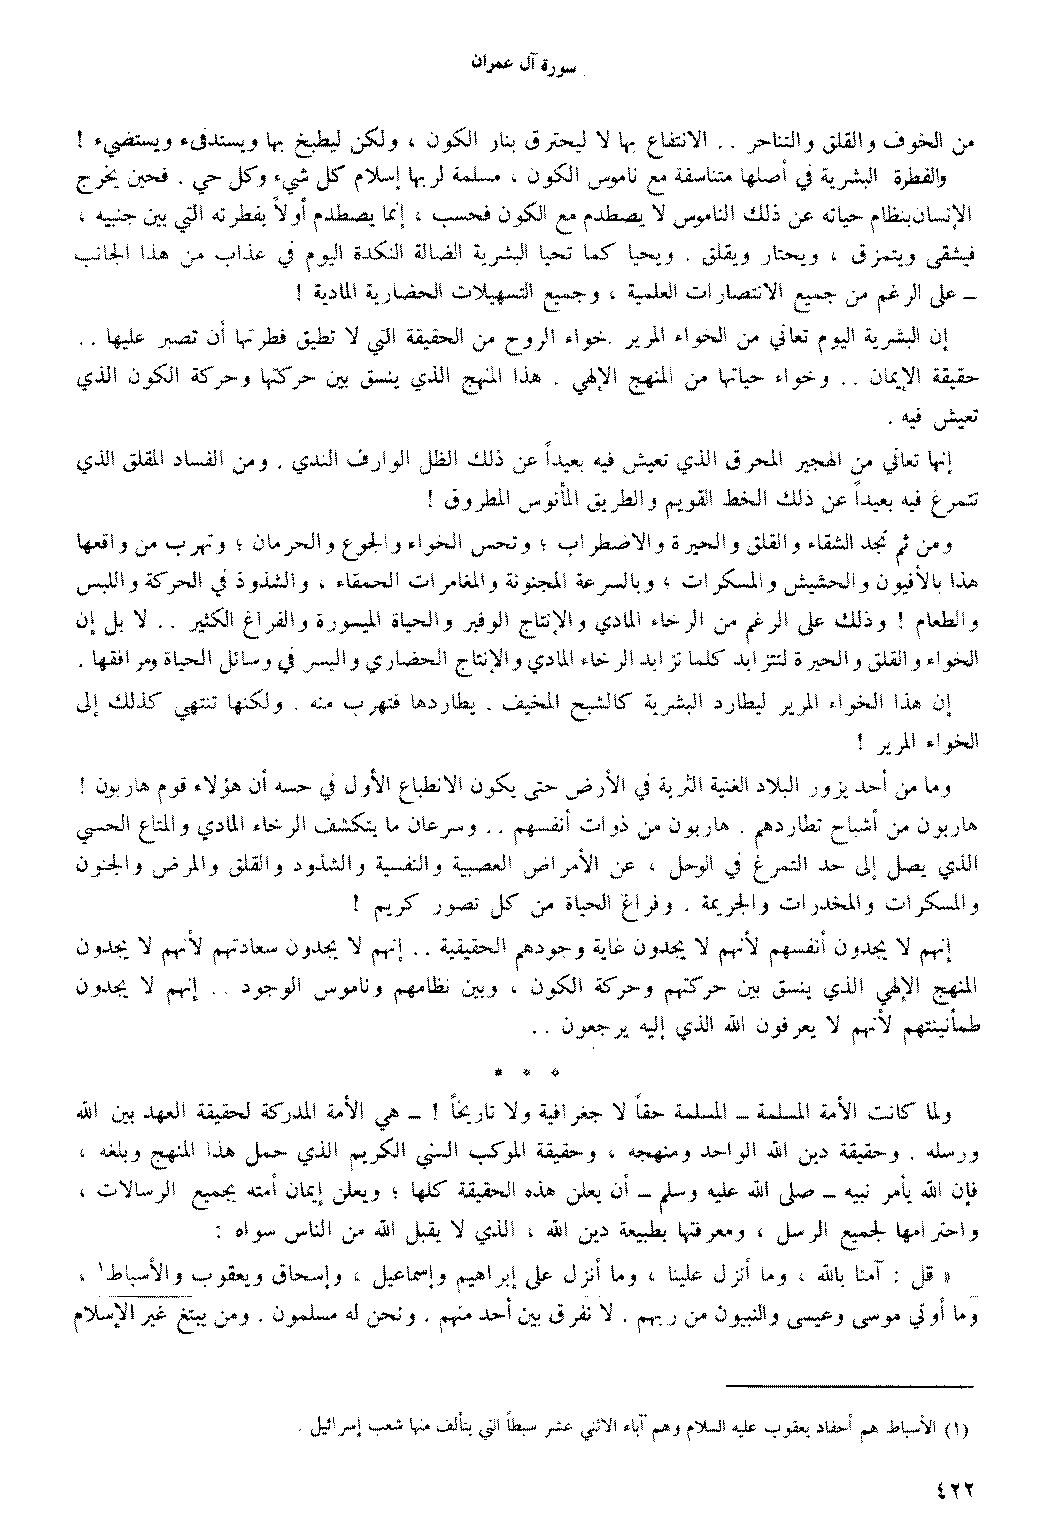 سورة آل عمران
من الخوف والقلق والتناحر .. الانتفاع بها لا ليحترق بنار الكون ، ولكن ليطبخ بها ويستدفىء ويستضيء !
والفطرة البشرية في أصلها متناسقة مع ناموس الكون ، مسلمة لربها إسلام كل شيء وكل حي . فحين يخرج
الإنسان بنظام حياته عن ذلك الناموس لا يصطدم مع الكون فحسب ، إنما يصطدم أولاً بفطرته التي بين جنبيه ،
فيشقى ويتمزق ، ويحتار ويقلق . ويحيا كما تحيا البشرية الضالة النكدة اليوم في عذاب من هذا الجانب
– على الرغم من جميع الانتصارات العلمية ، وجميع التسهيلات الحضارية المادية !
إن البشرية اليوم تعاني من الخواء المرير . خواء الروح من الحقيقة التي لا تطيق فطرتها أن تصبر عليها ..
حقيقة الإيمان .. وخواء حياتها من المنهج الإلهي . هذا المنهج الذي ينسق بين حركتها وحركة الكون الذي
تعيش فيه .
إنها تعاني من الهجير المحرق الذي تعيش فيه بعيداً عن ذلك الظل الوارف الندي . ومن الفساد المقلق الذي
تتمرغ فيه بعيداً عن ذلك الخط القويم والطريق المأنوس المطروق !
ومن ثم تجد الشقاء والقلق والحيرة والاضطراب ؛ وتحس الخواء والجوع والحرمان ؛ وتهرب من واقعها
هذا بالأفيون والحشيش والمسكرات ؛ وبالسرعة المجنونة والمغامرات الحمقاء ، والشذوذ في الحركة واللبس
والطعام ! وذلك على الرغم من الرخاء المادي والإنتاج الوفير والحياة الميسورة والفراغ الكثير .. لا بل إن
الخواء والقلق والحيرة لتتزايد كلما تزايد الرخاء المادي والإنتاج الحضاري واليسر في وسائل الحياة ومرافقها .
إن هذا الخواء المرير ليطارد البشرية كالشبح المخيف . يطاردها فتهرب منه . ولكنها تنتهي كذلك إلى
الخواء المرير !
وما من أحد يزور البلاد الغنية الثرية في الأرض حتى يكون الانطباع الأول في حسه أن هؤلاء قوم هاربون !
هاربون من أشباح تطاردهم . هاربون من ذوات أنفسهم .. وسرعان ما يتكشف الرخاء المادي والمتاع الحسي
الذي يصل إلى حد التمرغ في الوحل ، عن الأمراض العصبية والنفسية والشذوذ والقلق والمرض والجنون
والمسكرات والمخدرات والجريمة . وفراغ الحياة من كل تصور كريم !
إنهم لا يجدون أنفسهم لأنهم لا يجدون غاية وجودهم الحقيقية .. إنهم لا يجدون سعادتهم لأنهم لا يجدون
المنهج الإلهي الذي ينسق بين حركتهم وحركة الكون ، وبين نظامهم وناموس الوجود .. إنهم لا يجدون
طمأنينتهم لأنهم لا يعرفون الله الذي إليه يرجعون ..
* * *
ولما كانت الأمة المسلمة – المسلمة حقاً لا جغرافية ولا تاريخاً ! – هي الأمة المدركة لحقيقة العهد بين الله
ورسله . وحقيقة دين الله الواحد ومنهجه ، وحقيقة الموكب السني الكريم الذي حمل هذا المنهج وبلغه ،
فإن الله يأمر نبيه – صلى الله عليه وسلم – أن يعلن هذه الحقيقة كلها ؛ ويعلن إيمان أمته بجميع الرسالات ،
واحترامها لجميع الرسل ، ومعرفتها بطبيعة دين الله ، الذي لا يقبل الله من الناس سواه :
« قل : آمنا بالله ، وما أنزل علينا ، وما أنزل على إبراهيم وإسماعيل ، وإسحاق ويعقوب والأسباط¹ ،
وما أوتي موسى وعيسى والنبيون من ربهم . لا نفرق بين أحد منهم . ونحن له مسلمون . ومن يبتغ غير الإسلام
(١) الأسباط هم أحفاد يعقوب عليه السلام وهم آباء الاثني عشر سبطاً التي يتألف منها شعب إسرائيل .
٤٢٢